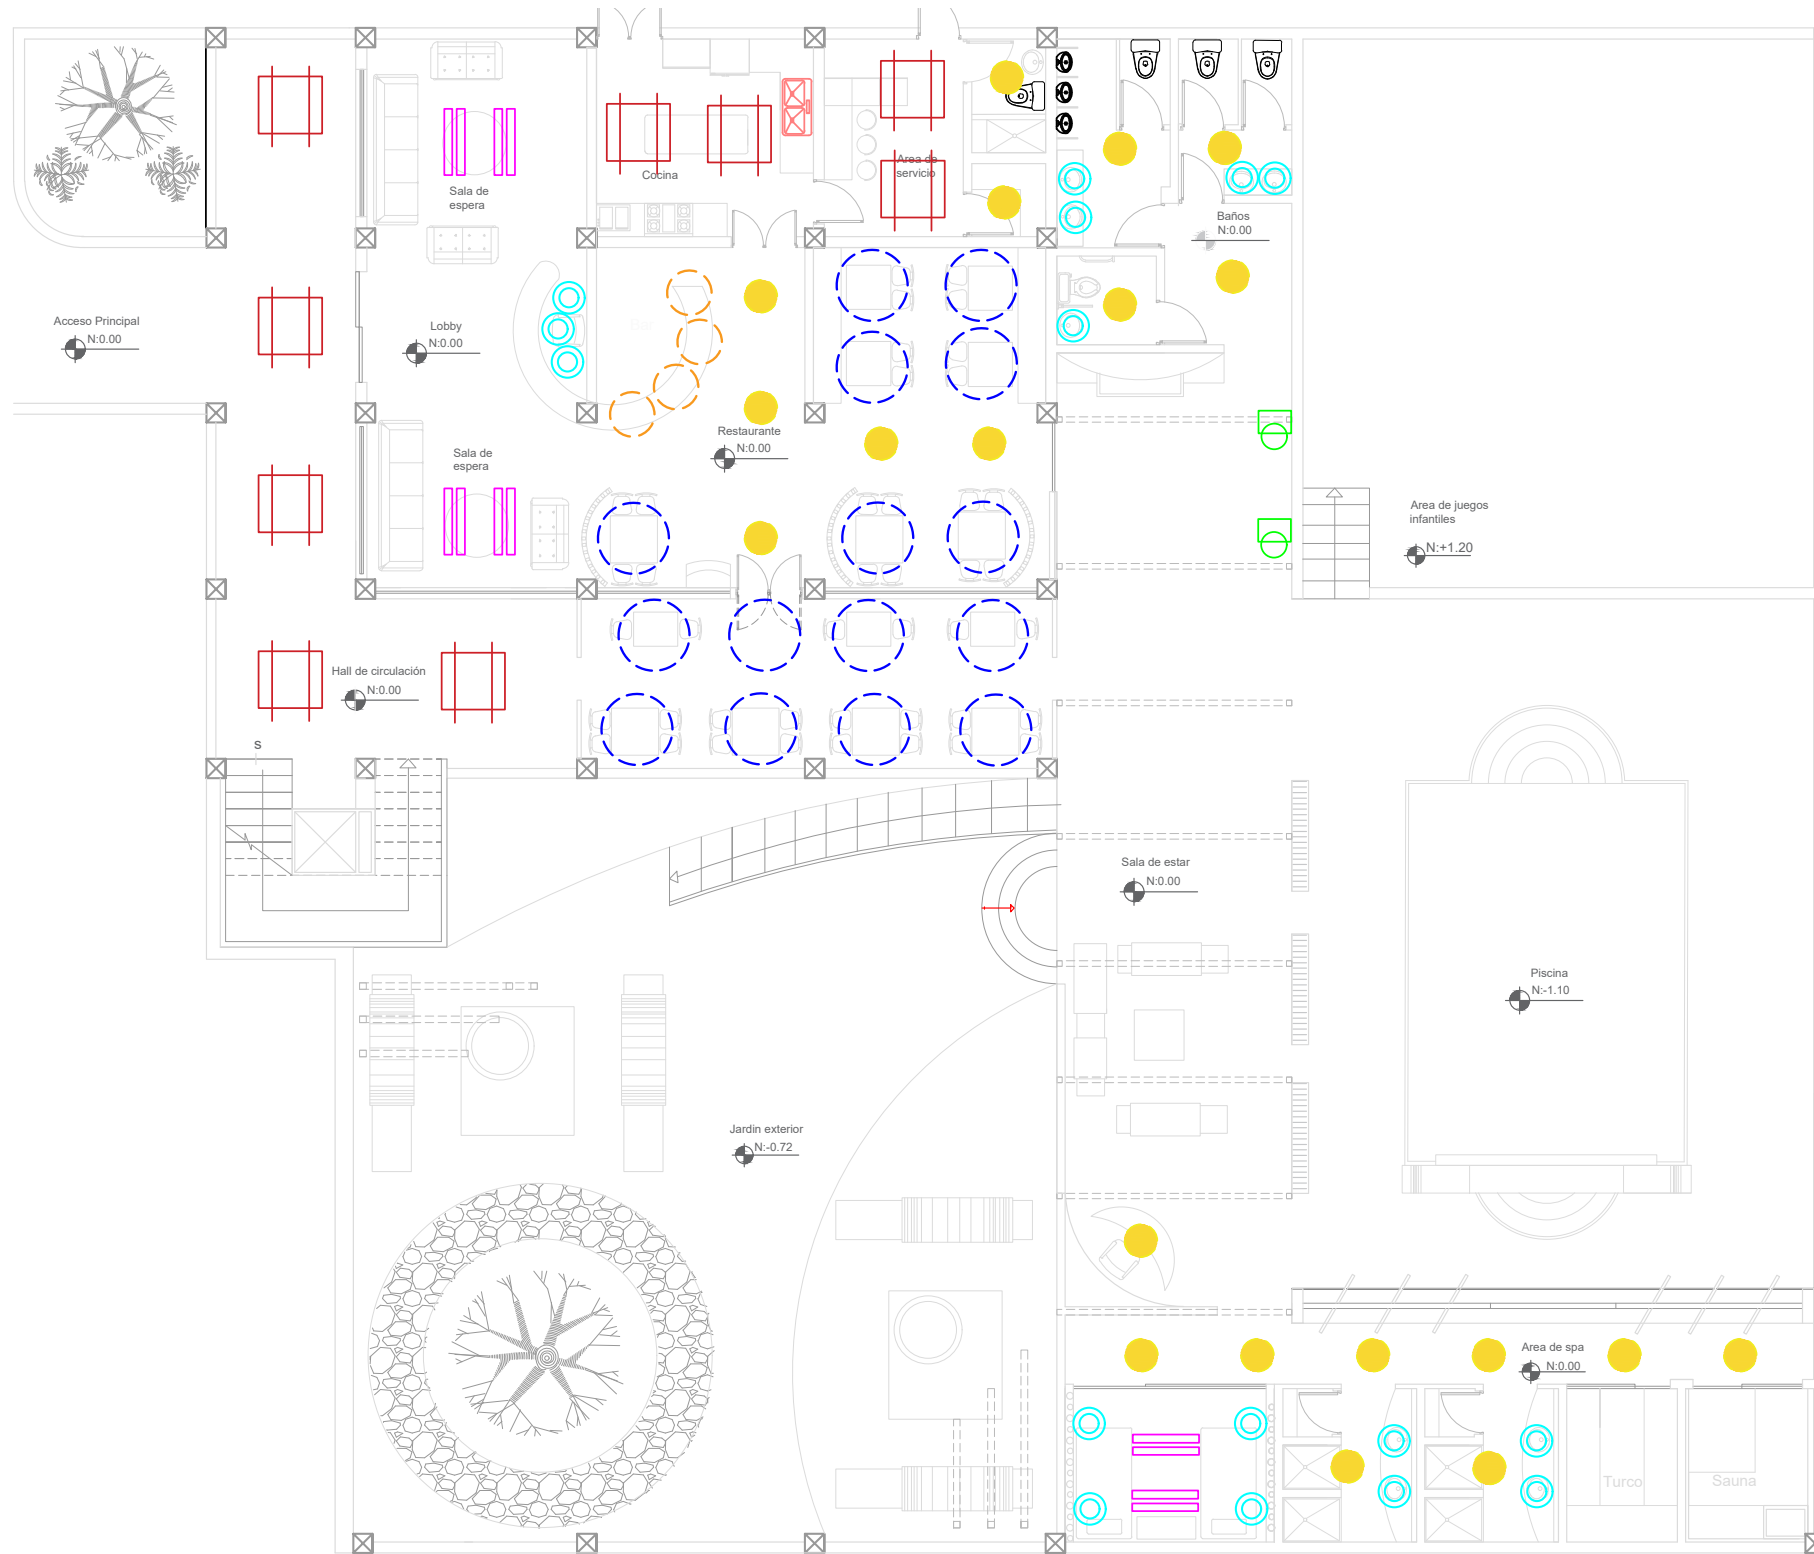 Sala de
espera
Cocina
Area de
servicio
Baños
N:0.00
Acceso Principal
N:0.00
Lobby
N:0.00
Restaurante
N:0.00
Sala de
espera
Area de juegos
infantiles
N:+1.20
Hall de circulación
N:0.00
S
Sala de estar
N:0.00
Piscina
N:-1.10
Jardin exterior
N:-0.72
Area de spa
N:0.00
Turco
Sauna